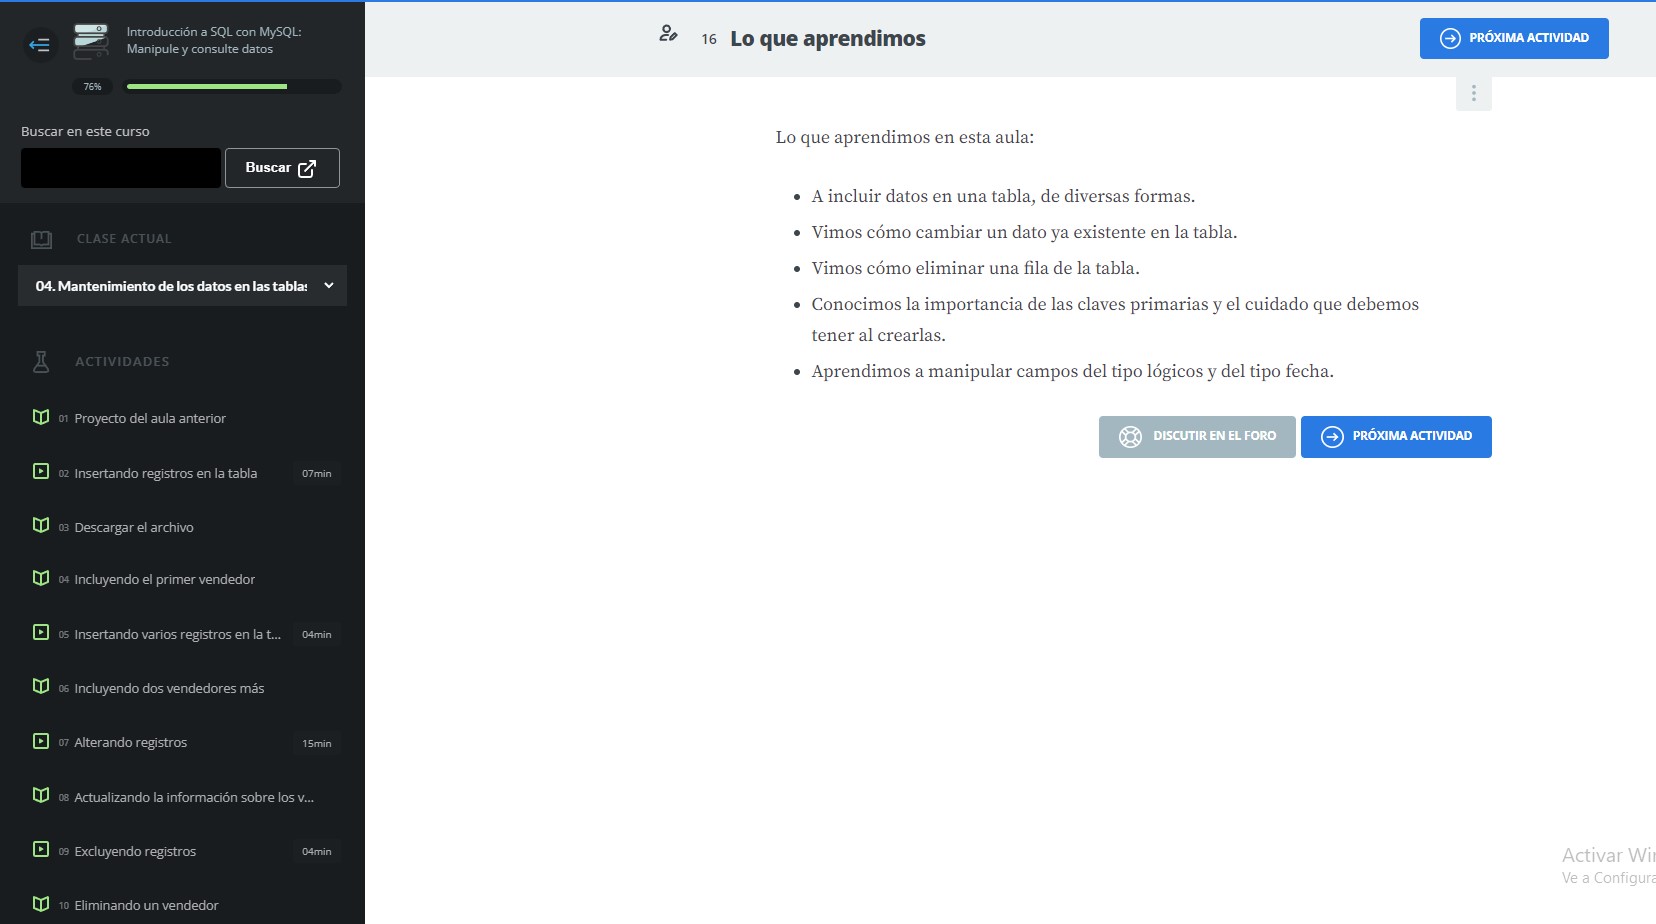 Introducción a SQL con MySQL:
Manipule y consulte datos
76%
Buscar en este curso
Buscar
CLASE ACTUAL
04. Mantenimiento de los datos en las tablas
ACTIVIDADES
01 Proyecto del aula anterior
02 Insertando registros en la tabla 07min
03 Descargar el archivo
04 Incluyendo el primer vendedor
05 Insertando varios registros en la t... 04min
06 Incluyendo dos vendedores más
07 Alterando registros 15min
08 Actualizando la información sobre los v...
09 Excluyendo registros 04min
10 Eliminando un vendedor
16 Lo que aprendimos
PRÓXIMA ACTIVIDAD
Lo que aprendimos en esta aula:
• A incluir datos en una tabla, de diversas formas.
• Vimos cómo cambiar un dato ya existente en la tabla.
• Vimos cómo eliminar una fila de la tabla.
• Conocimos la importancia de las claves primarias y el cuidado que debemos
tener al crearlas.
• Aprendimos a manipular campos del tipo lógicos y del tipo fecha.
DISCUTIR EN EL FORO PRÓXIMA ACTIVIDAD
Activar Win
Ve a Configura